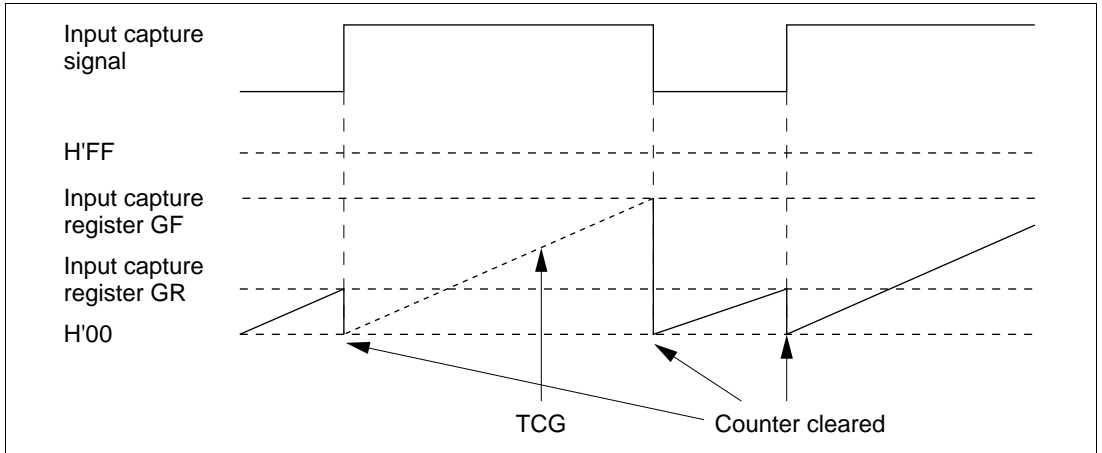 Input capture
signal
H'FF
Input capture
register GF
Input capture
register GR
H'00
TCG
Counter cleared